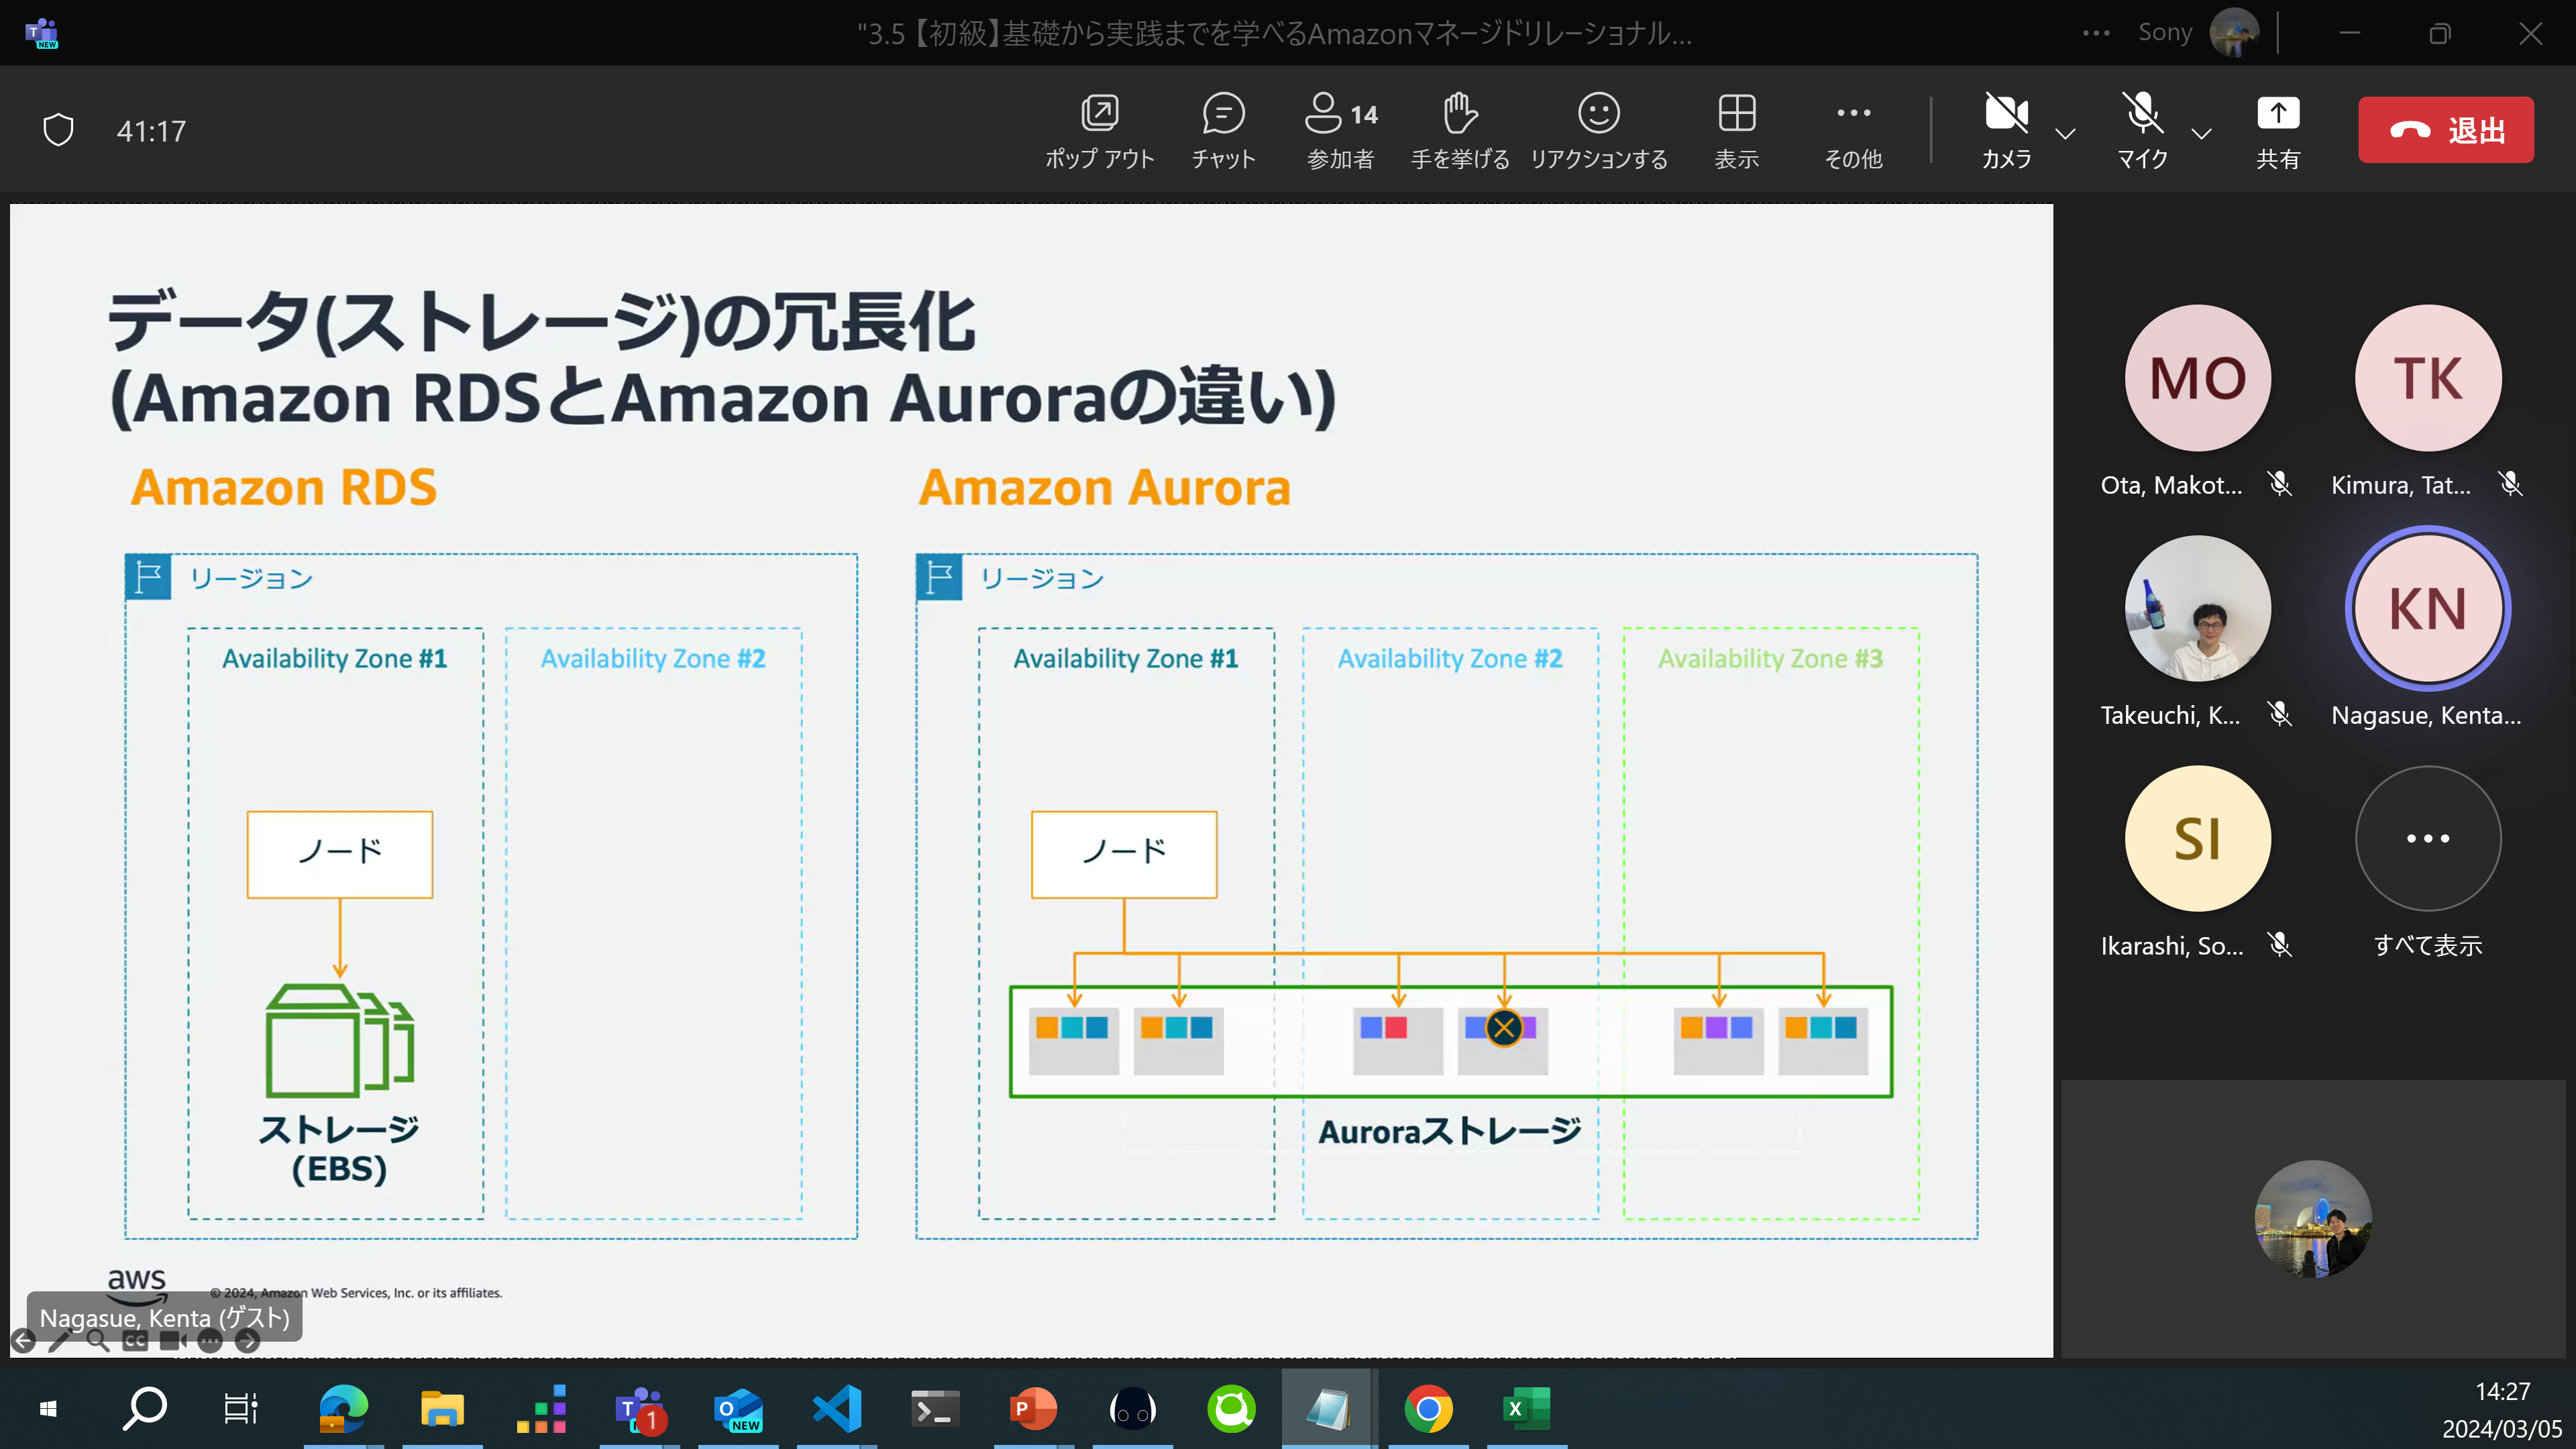 "3.5 【初級】基礎から実践までを学べるAmazonマネージドリレーショナル...
Sony
41:17
ポップ アウト
チャット
14
参加者
手を挙げる
リアクションする
表示
その他
カメラ
マイク
共有
退出
データ(ストレージ)の冗長化
(Amazon RDSとAmazon Auroraの違い)
Amazon RDS
リージョン
Availability Zone #1
Availability Zone #2
ノード
ストレージ
(EBS)
Amazon Aurora
リージョン
Availability Zone #1
Availability Zone #2
Availability Zone #3
ノード
Auroraストレージ
aws
© 2024, Amazon Web Services, Inc. or its affiliates.
Nagasue, Kenta (ゲスト)
CC
MO
Ota, Makot...
TK
Kimura, Tat...
Takeuchi, K...
KN
Nagasue, Kenta...
SI
Ikarashi, So...
すべて表示
T
NEW
T
1
O
NEW
P
X
14:27
2024/03/05